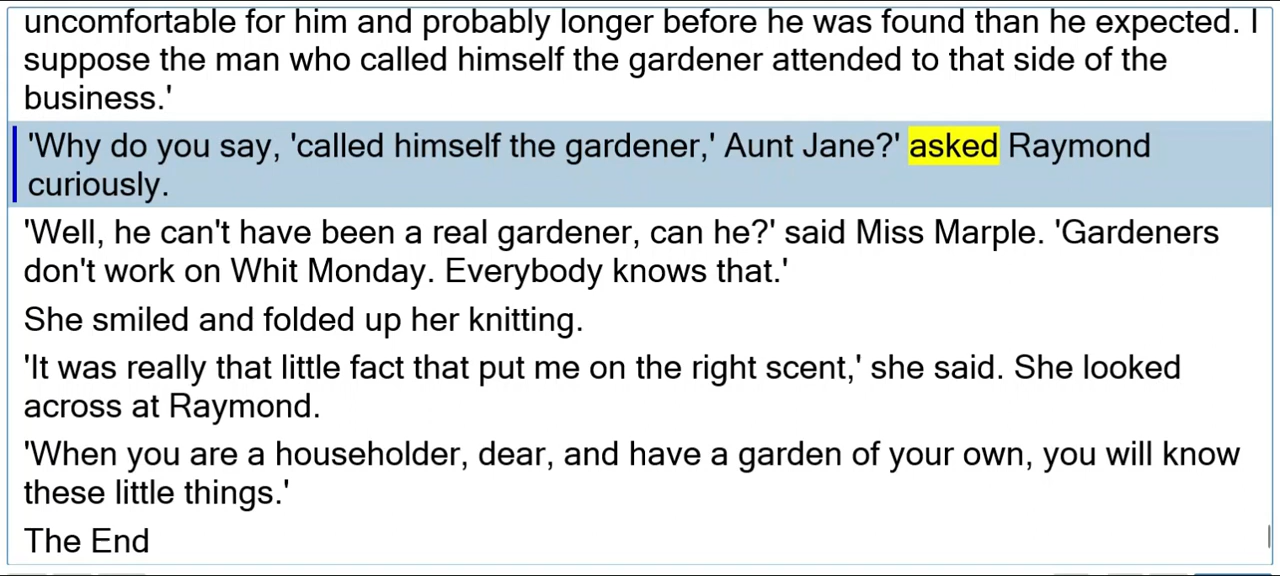 uncomfortable for him and probably longer before he was found than he expected. I
suppose the man who called himself the gardener attended to that side of the
business.'
'Why do you say, 'called himself the gardener,' Aunt Jane?' asked Raymond
curiously.
'Well, he can't have been a real gardener, can he?' said Miss Marple. 'Gardeners
don't work on Whit Monday. Everybody knows that.'
She smiled and folded up her knitting.
'It was really that little fact that put me on the right scent,' she said. She looked
across at Raymond.
'When you are a householder, dear, and have a garden of your own, you will know
these little things.'
The End